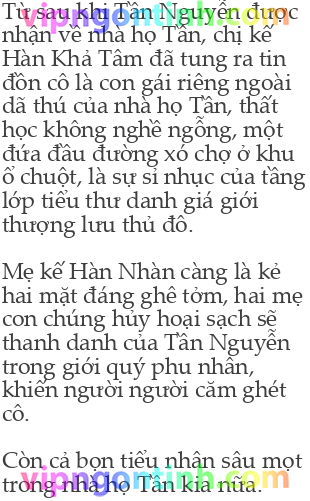 Từ sau khi Tần Nguyễn được
nhận về nhà họ Tần, chị kế
Hàn Khả Tâm đã tung ra tin
đồn cô là con gái riêng ngoài
dã thú của nhà họ Tần, thất
học không nghề ngỗng, một
đứa đầu đường xó chợ ở khu
ổ chuột, là sự sỉ nhục của tầng
lớp tiểu thư danh giá giới
thượng lưu thủ đô.
Mẹ kế Hàn Nhàn càng là kẻ
hai mặt đáng ghê tởm, hai mẹ
con chúng hủy hoại sạch sẽ
thanh danh của Tần Nguyễn
trong giới quý phu nhân,
khiến người người căm ghét
cô.
Còn cả bọn tiểu nhân sâu mọt
trong nhà họ Tần kia nữa.
vipngontinh.com
vipngontinh.com